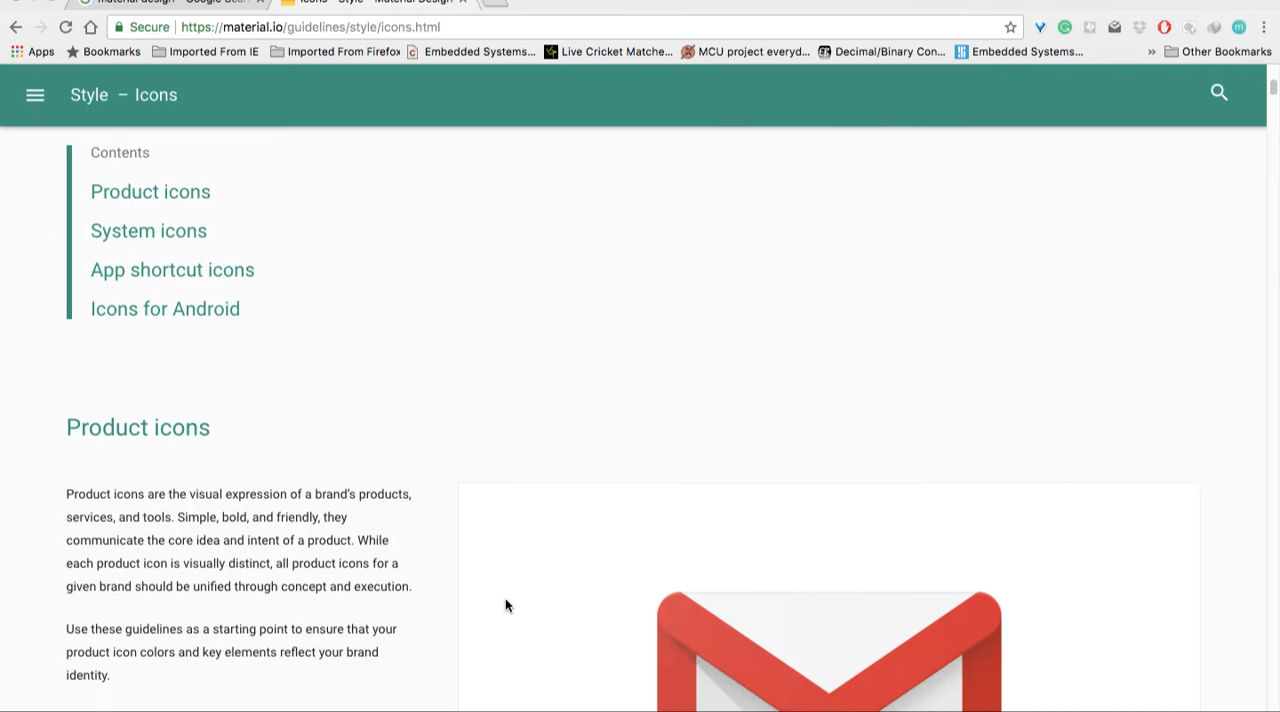 Secure https://material.io/guidelines/style/icons.html
Apps Bookmarks Imported From IE Imported From Firefox Embedded Systems... Live Cricket Matche... MCU project everyd... Decimal/Binary Con... Embedded Systems... » Other Bookmarks
Style – Icons
Contents
Product icons
System icons
App shortcut icons
Icons for Android
Product icons
Product icons are the visual expression of a brand's products,
services, and tools. Simple, bold, and friendly, they
communicate the core idea and intent of a product. While
each product icon is visually distinct, all product icons for a
given brand should be unified through concept and execution.
Use these guidelines as a starting point to ensure that your
product icon colors and key elements reflect your brand
identity.